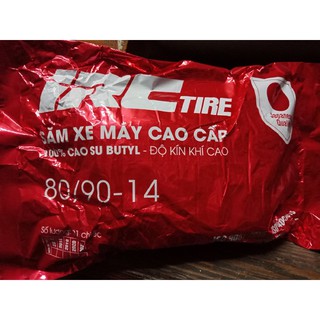 IRC TIRE
SĂM XE MÁY CAO CẤP
100% CAO SU BUTYL - ĐỘ KÍN KHÍ CAO
80/90-14